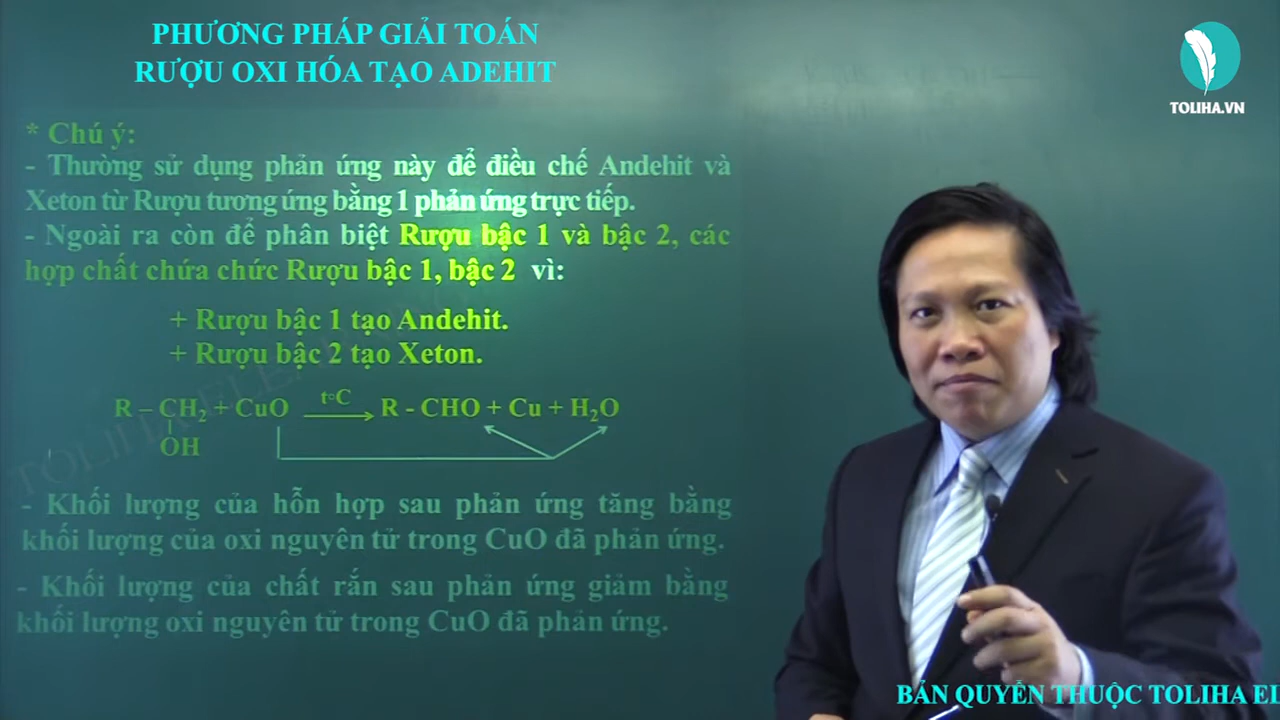 PHƯƠNG PHÁP GIẢI TOÁN
RƯỢU OXI HÓA TẠO ADEHIT
TOLIHA.VN
* Chú ý:
- Thường sử dụng phản ứng này để điều chế Andehit và
Xeton từ Rượu tương ứng bằng 1 phản ứng trực tiếp.
- Ngoài ra còn để phân biệt Rượu bậc 1 và bậc 2, các
hợp chất chứa chức Rượu bậc 1, bậc 2 vì:
+ Rượu bậc 1 tạo Andehit.
+ Rượu bậc 2 tạo Xeton.
t°C
R – CH₂ + CuO → R - CHO + Cu + H₂O
OH
- Khối lượng của hỗn hợp sau phản ứng tăng bằng
khối lượng của oxi nguyên tử trong CuO đã phản ứng.
- Khối lượng của chất rắn sau phản ứng giảm bằng
khối lượng oxi nguyên tử trong CuO đã phản ứng.
BẢN QUYỀN THUỘC TOLIHA EL